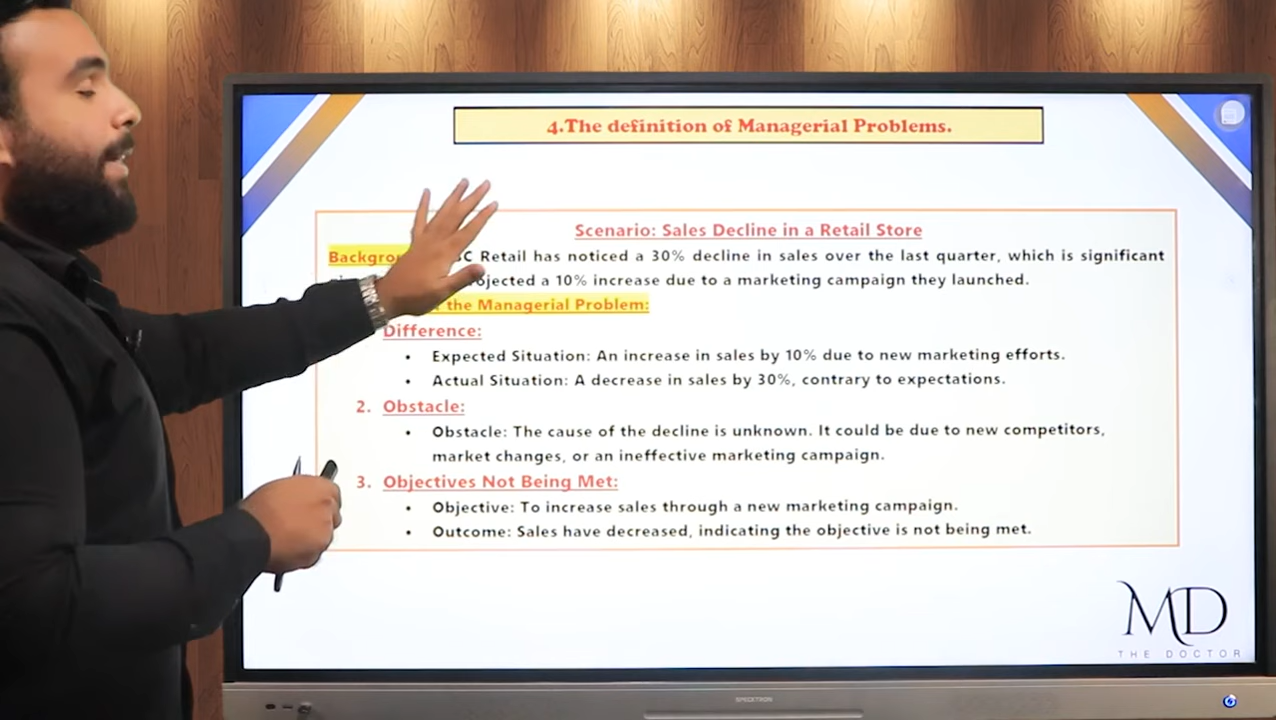 4.The definition of Managerial Problems.
Scenario: Sales Decline in a Retail Store
Retail has noticed a 30% decline in sales over the last quarter, which is significant
a 10% increase due to a marketing campaign they launched.
the Managerial Problem:
Difference:
• Expected Situation: An increase in sales by 10% due to new marketing efforts.
• Actual Situation: A decrease in sales by 30%, contrary to expectations.
2. Obstacle:
• Obstacle: The cause of the decline is unknown. It could be due to new competitors,
market changes, or an ineffective marketing campaign.
3. Objectives Not Being Met:
• Objective: To increase sales through a new marketing campaign.
• Outcome: Sales have decreased, indicating the objective is not being met.
MD
THE DOCTOR
SPECKTRON